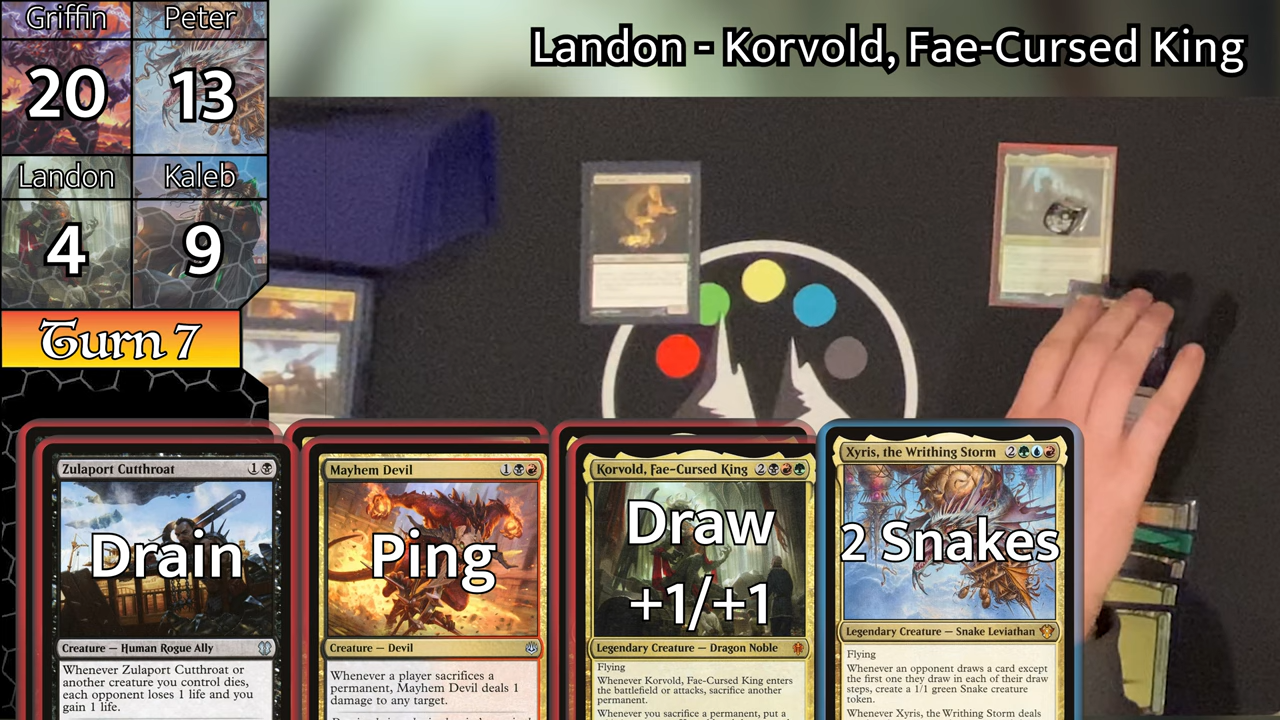 Griffin
Peter
20
13
Landon
Kaleb
4
9
Turn 7
Landon - Korvold, Fae-Cursed King
Zulaport Cutthroat 1
Drain
Creature — Human Rogue Ally
Whenever Zulaport Cutthroat or
another creature you control dies,
each opponent loses 1 life and you
gain 1 life.
Mayhem Devil 1
Ping
Creature — Devil
Whenever a player sacrifices a
permanent, Mayhem Devil deals 1
damage to any target.
Korvold, Fae-Cursed King 2
Draw
+1/+1
Legendary Creature — Dragon Noble
Flying
Whenever Korvold, Fae-Cursed King enters
the battlefield or attacks, sacrifice another
permanent.
Whenever you sacrifice a permanent, put a
Xyris, the Writhing Storm 2
2 Snakes
Legendary Creature — Snake Leviathan
Flying
Whenever an opponent draws a card except
the first one they draw in each of their draw
steps, create a 1/1 green Snake creature
token.
Whenever Xyris, the Writhing Storm deals